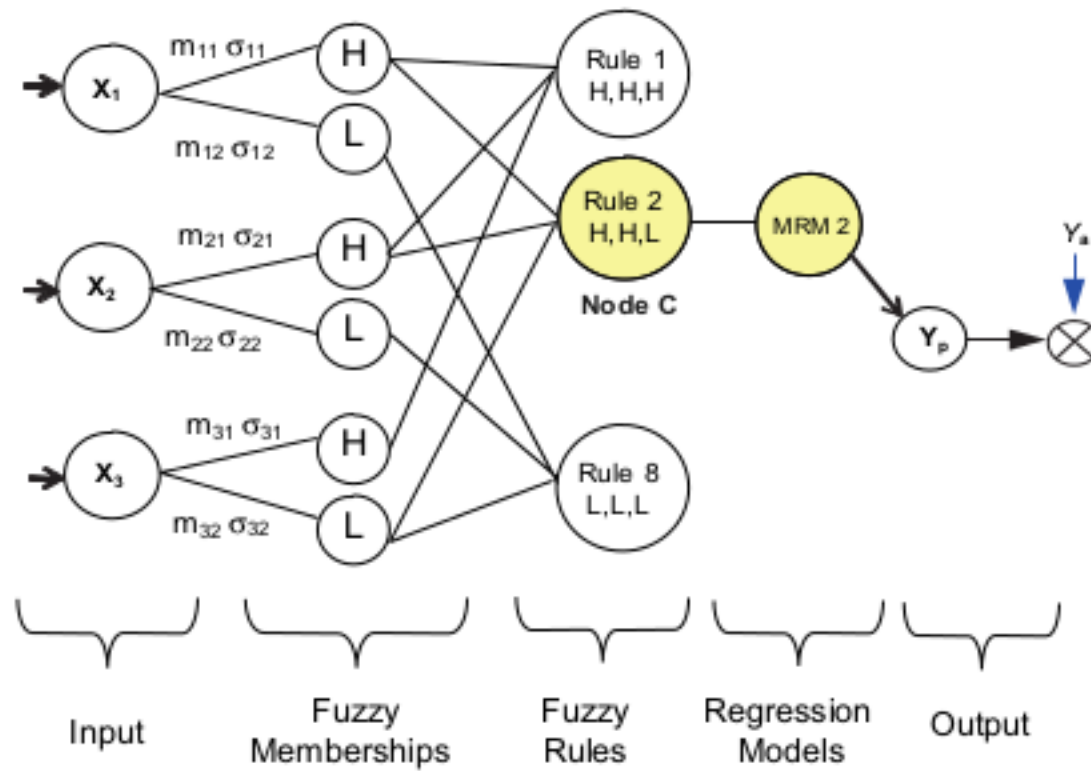 m₁₁ σ₁₁
H
Rule 1
H,H,H
X₁
L
m₁₂ σ₁₂
Rule 2
H,H,L
MRM 2
Node C
m₂₁ σ₂₁
H
X₂
L
m₂₂ σ₂₂
Yₐ
Yₚ
m₃₁ σ₃₁
H
X₃
L
m₃₂ σ₃₂
Rule 8
L,L,L
Input
Fuzzy
Memberships
Fuzzy
Rules
Regression
Models
Output